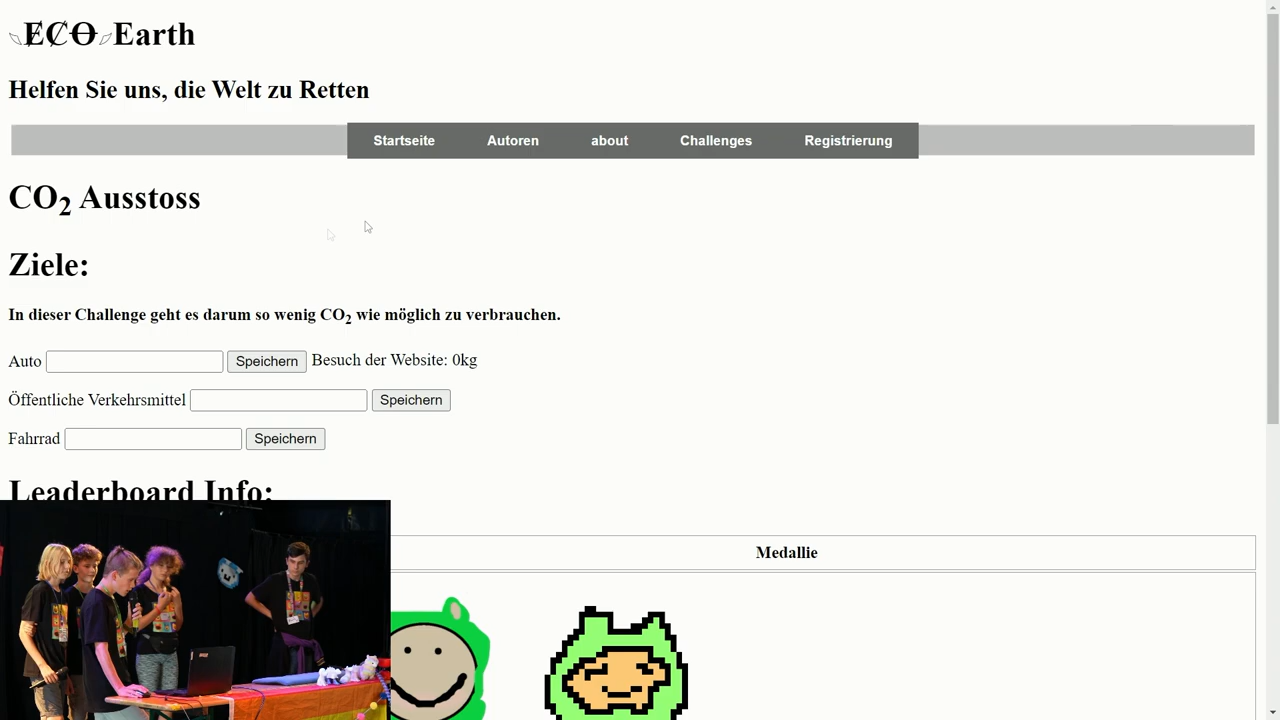 ECO Earth
Helfen Sie uns, die Welt zu Retten
Startseite Autoren about Challenges Registrierung
CO₂ Ausstoss
Ziele:
In dieser Challenge geht es darum so wenig CO₂ wie möglich zu verbrauchen.
Auto Speichern Besuch der Website: 0kg
Öffentliche Verkehrsmittel Speichern
Fahrrad Speichern
Leaderboard Info:
Medallie